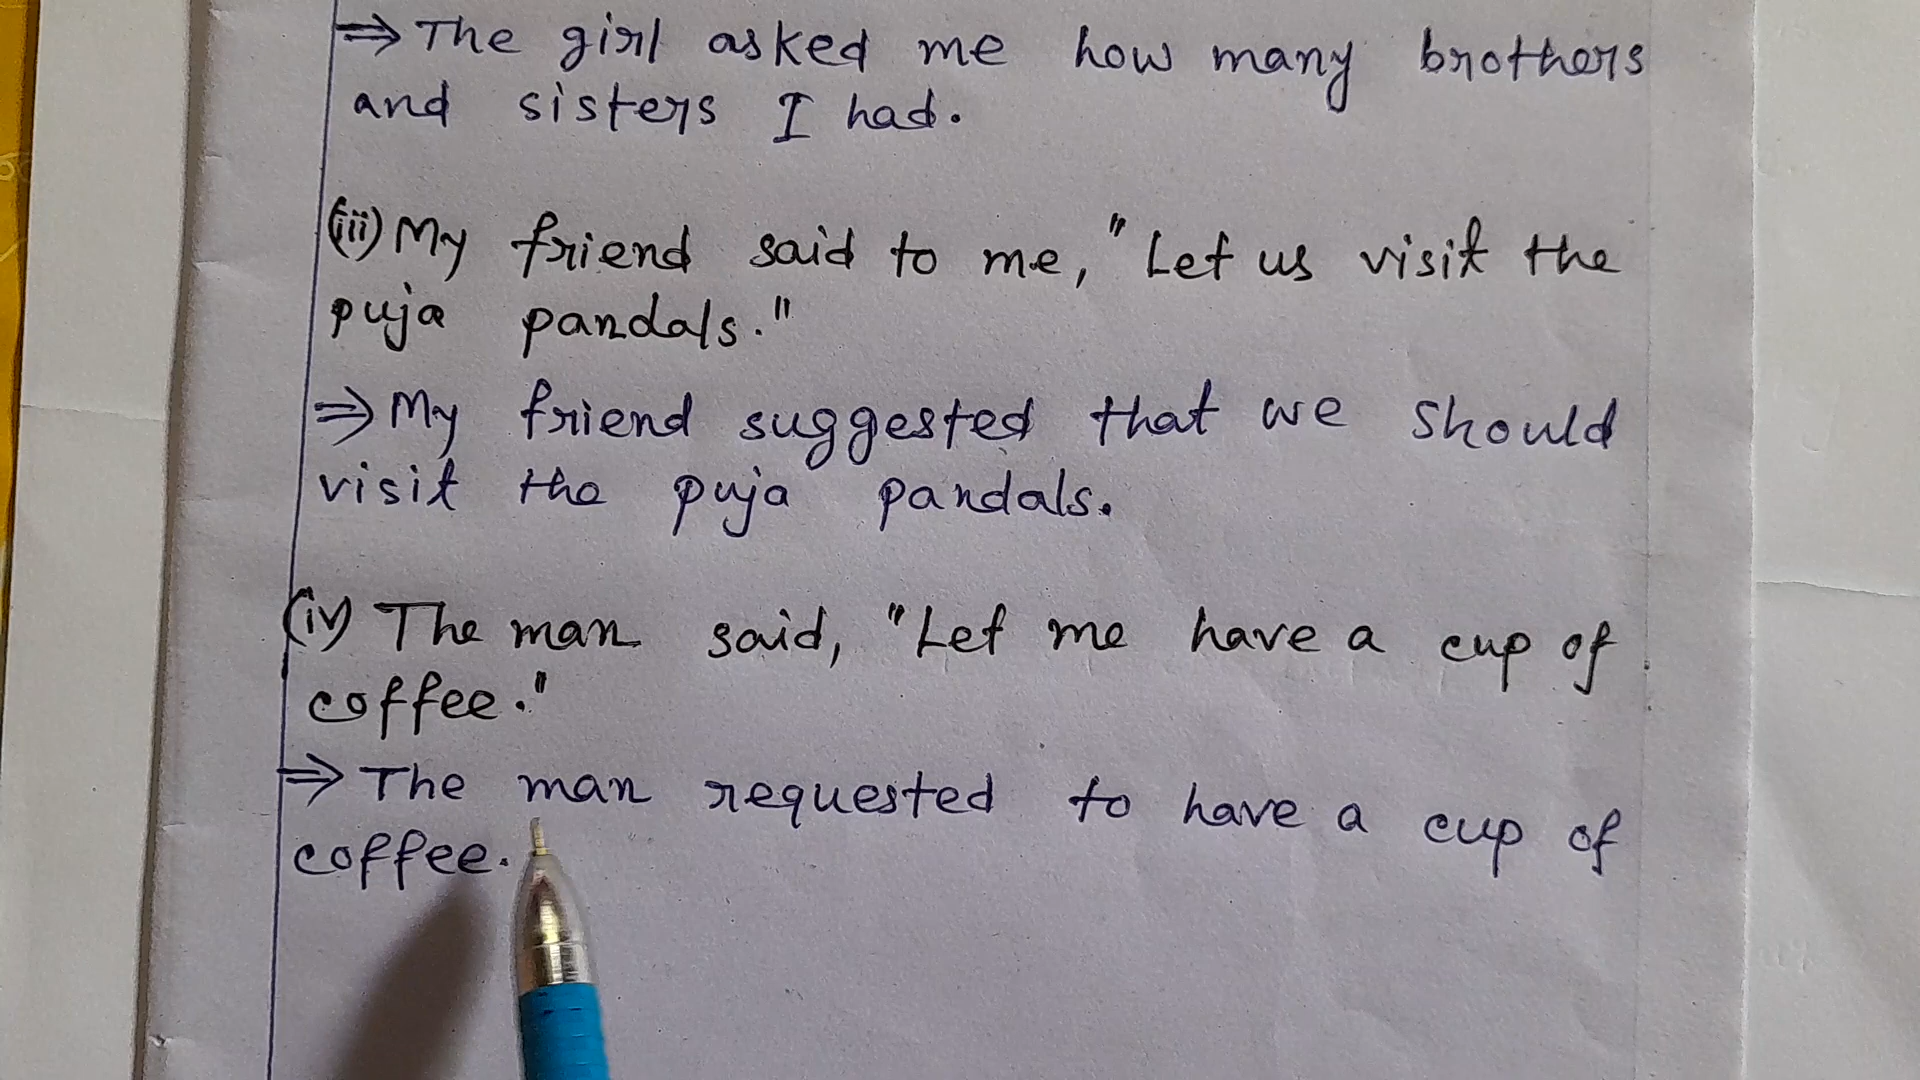 ⇒ The girl asked me how many brothers
and sisters I had.
(iii) My friend said to me, "Let us visit the
puja pandals."
⇒ My friend suggested that we should
visit the puja pandals.
(iv) The man said, "Let me have a cup of
coffee."
⇒ The man requested to have a cup of
coffee.